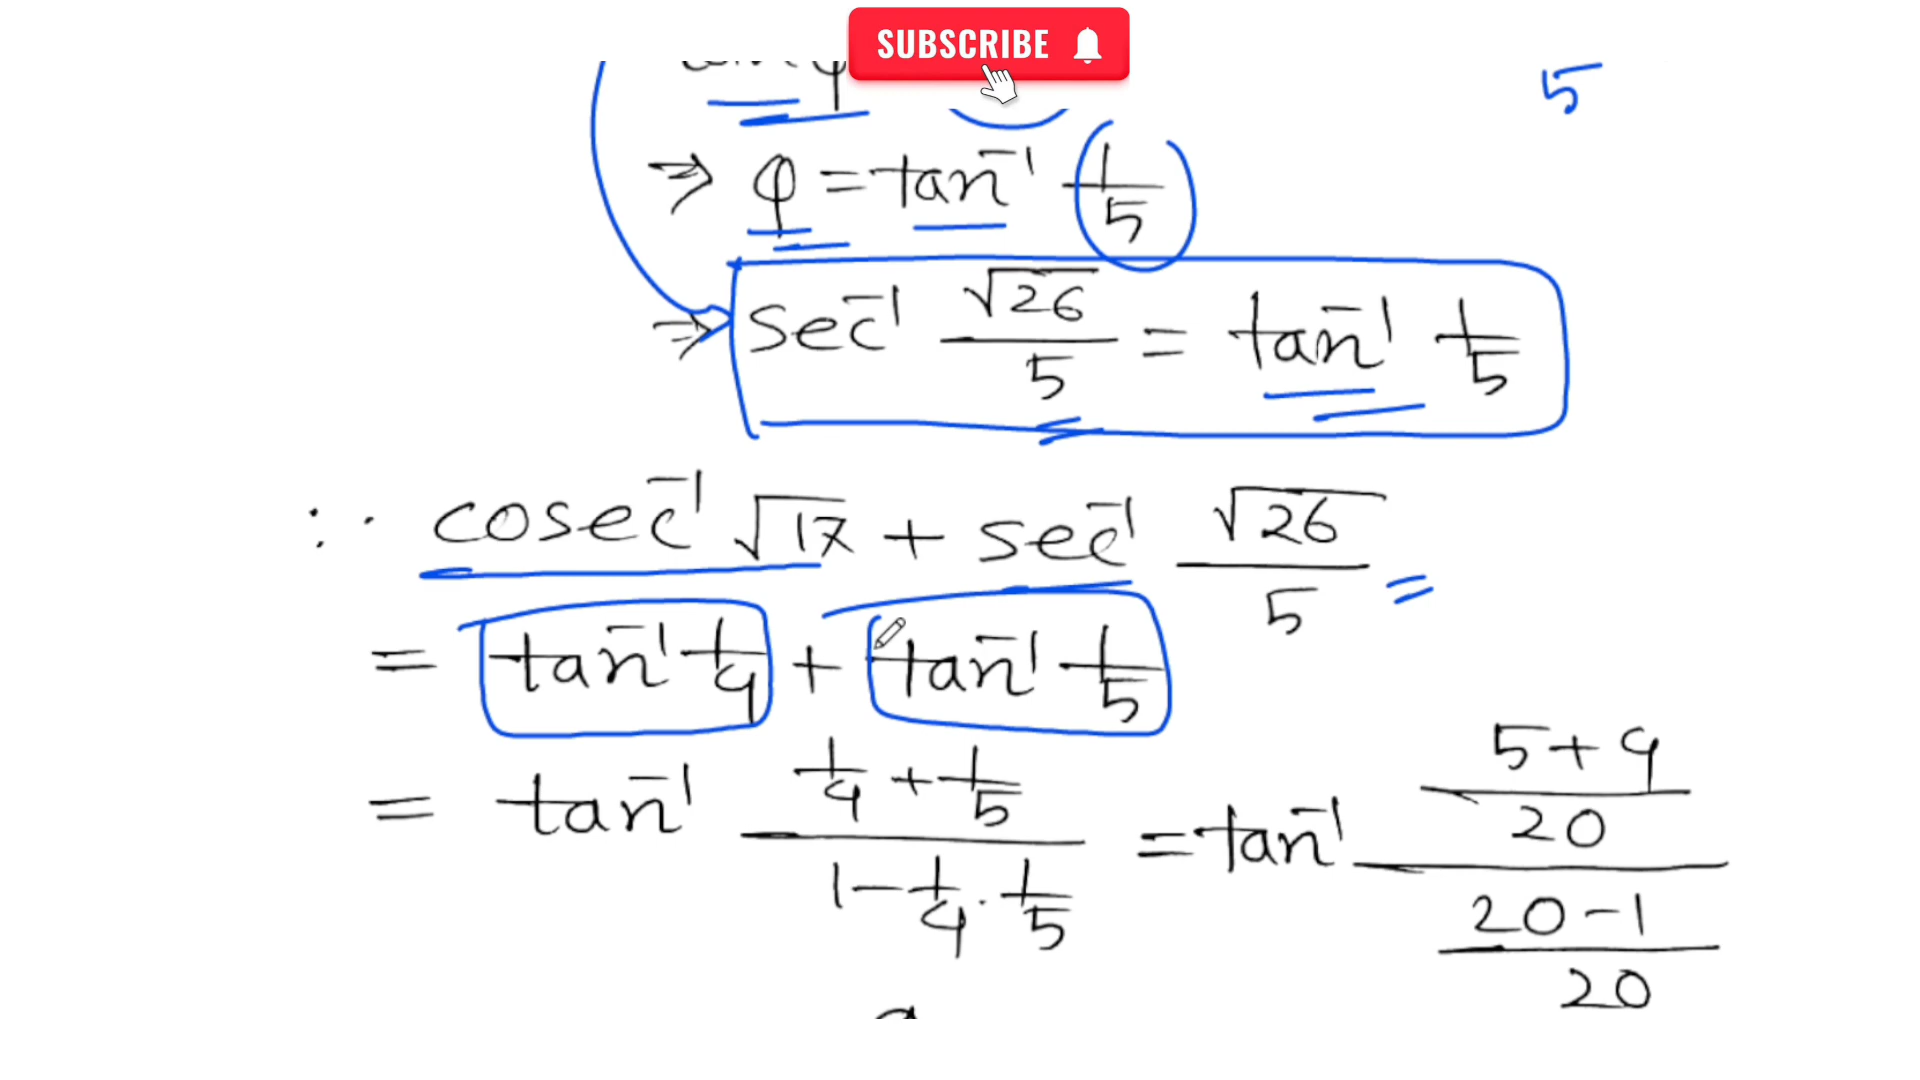 SUBSCRIBE
5
⇒ φ = tan⁻¹ 1/5
⇒ sec⁻¹ √26/5 = tan⁻¹ 1/5
∴ cosec⁻¹ √17 + sec⁻¹ √26/5 =
= tan⁻¹ 1/4 + tan⁻¹ 1/5
= tan⁻¹ (1/4 + 1/5)/(1 - 1/4 · 1/5) = tan⁻¹ ((5+4)/20)/((20-1)/20)